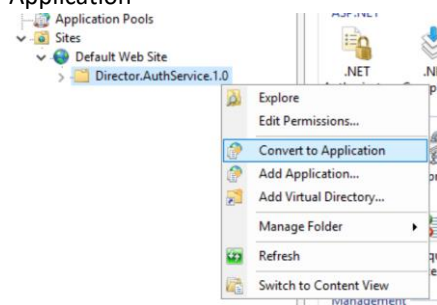 Application
Application Pools
Sites
Default Web Site
Director.AuthService.1.0
ASP.NET
.NET
Explore
Edit Permissions...
Convert to Application
Add Application...
Add Virtual Directory...
Manage Folder
Refresh
Switch to Content View
Management